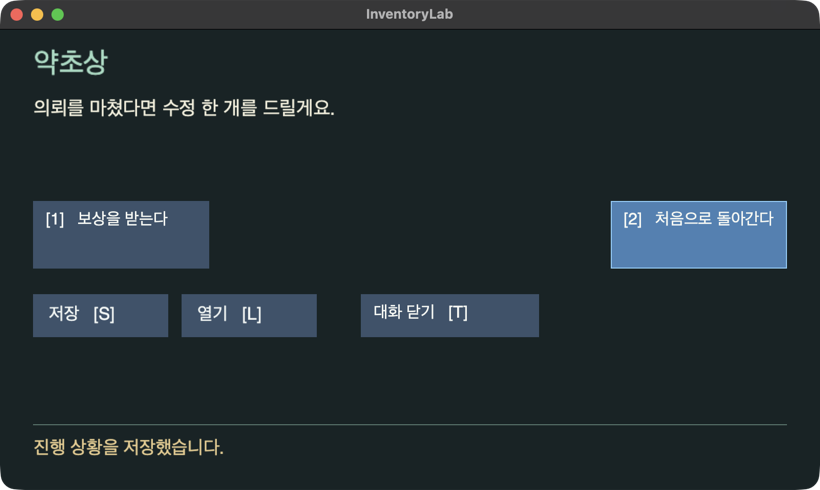 InventoryLab
약초상
의뢰를 마쳤다면 수정 한 개를 드릴게요.
[1] 보상을 받는다
[2] 처음으로 돌아간다
저장 [S]
열기 [L]
대화 닫기 [T]
진행 상황을 저장했습니다.